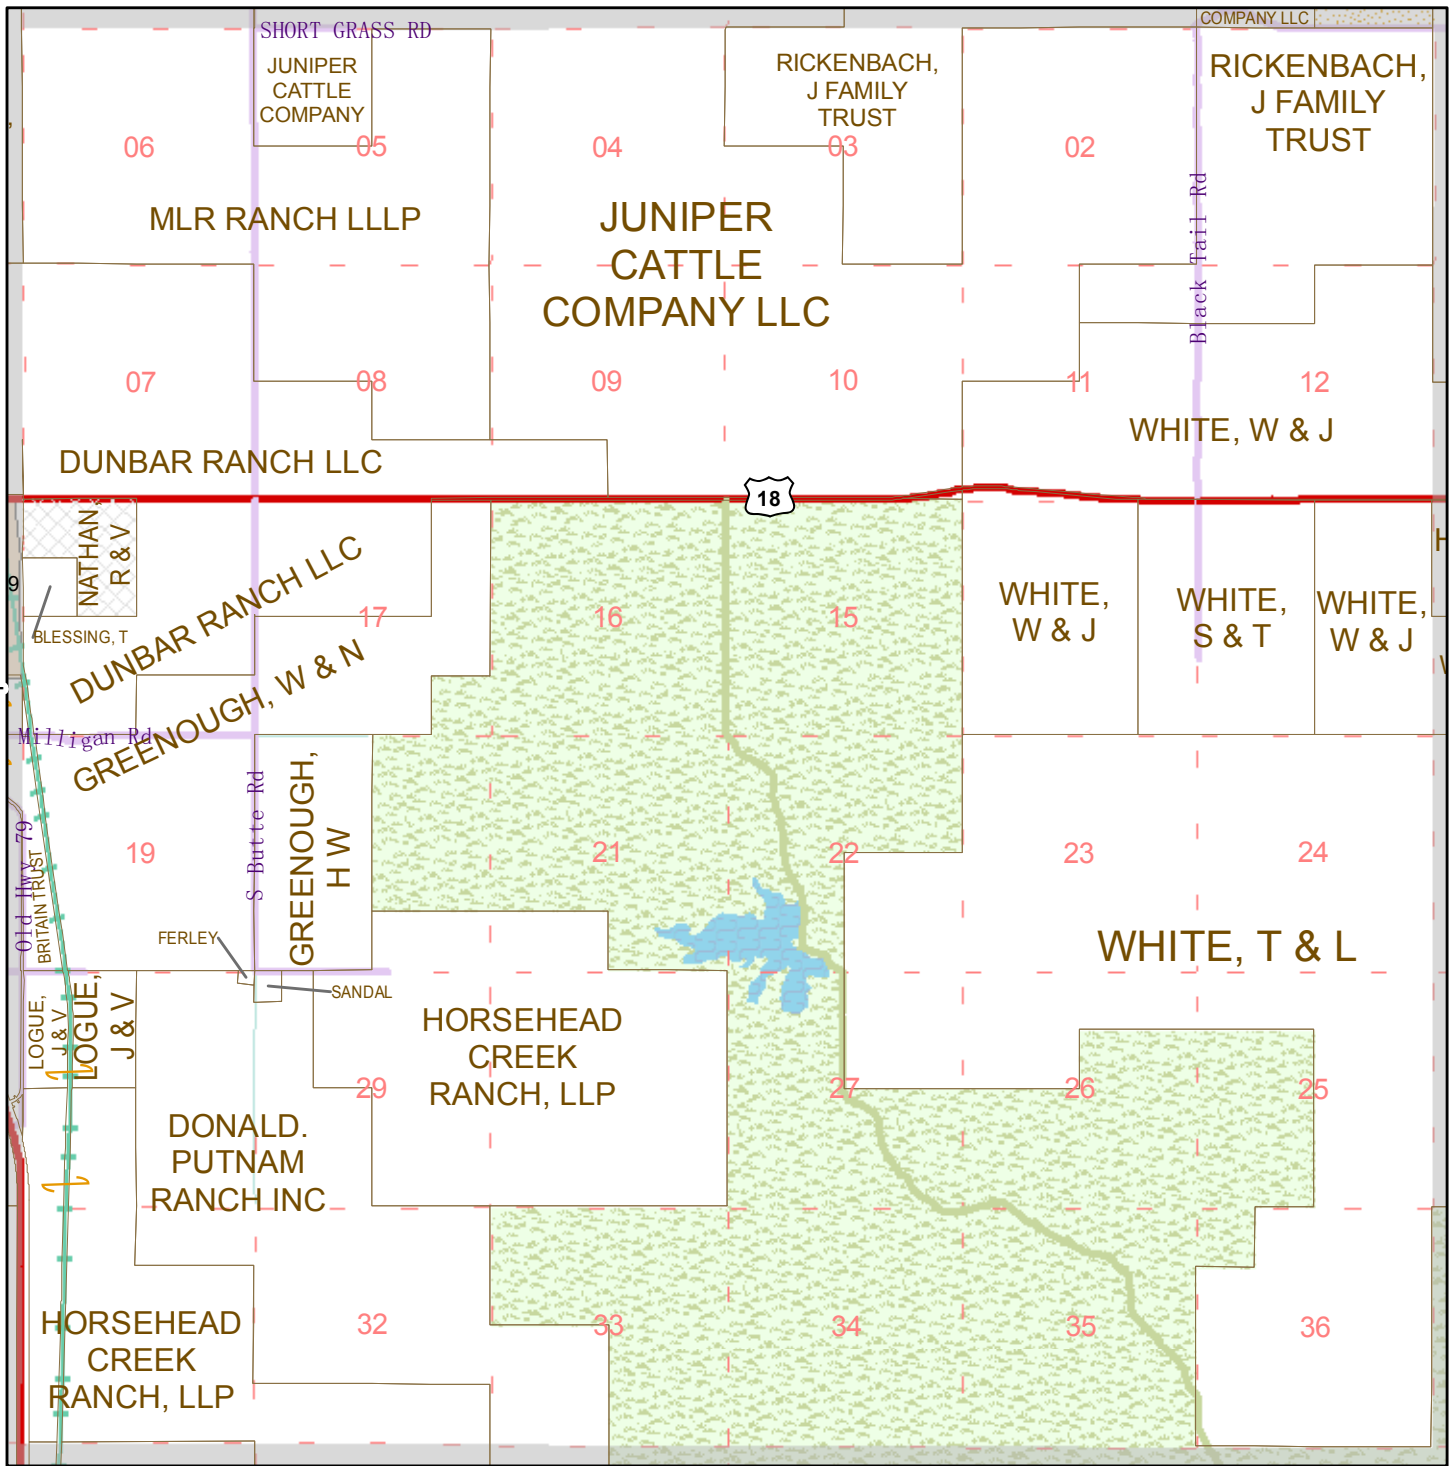 COMPANY LLC
SHORT GRASS RD
JUNIPER
CATTLE
COMPANY
RICKENBACH,
J FAMILY
TRUST
RICKENBACH,
J FAMILY
TRUST
06
05
04
03
02
MLR RANCH LLLP
JUNIPER
CATTLE
COMPANY LLC
Black Tail Rd
07
08
09
10
11
12
DUNBAR RANCH LLC
WHITE, W & J
18
NATHAN,
R & V
9
BLESSING, T
DUNBAR RANCH LLC
17
16
15
WHITE,
W & J
WHITE,
S & T
WHITE,
W & J
H
GREENOUGH, W & N
Milligan Rd
S Butte Rd
GREENOUGH,
H W
Old Hwy 79
BRITAIN TRUST
19
21
22
23
24
FERLEY
SANDAL
WHITE, T & L
LOGUE,
J & V
LOGUE,
J & V
HORSEHEAD
CREEK
RANCH, LLP
29
27
26
25
DONALD.
PUTNAM
RANCH INC
HORSEHEAD
CREEK
RANCH, LLP
32
33
34
35
36